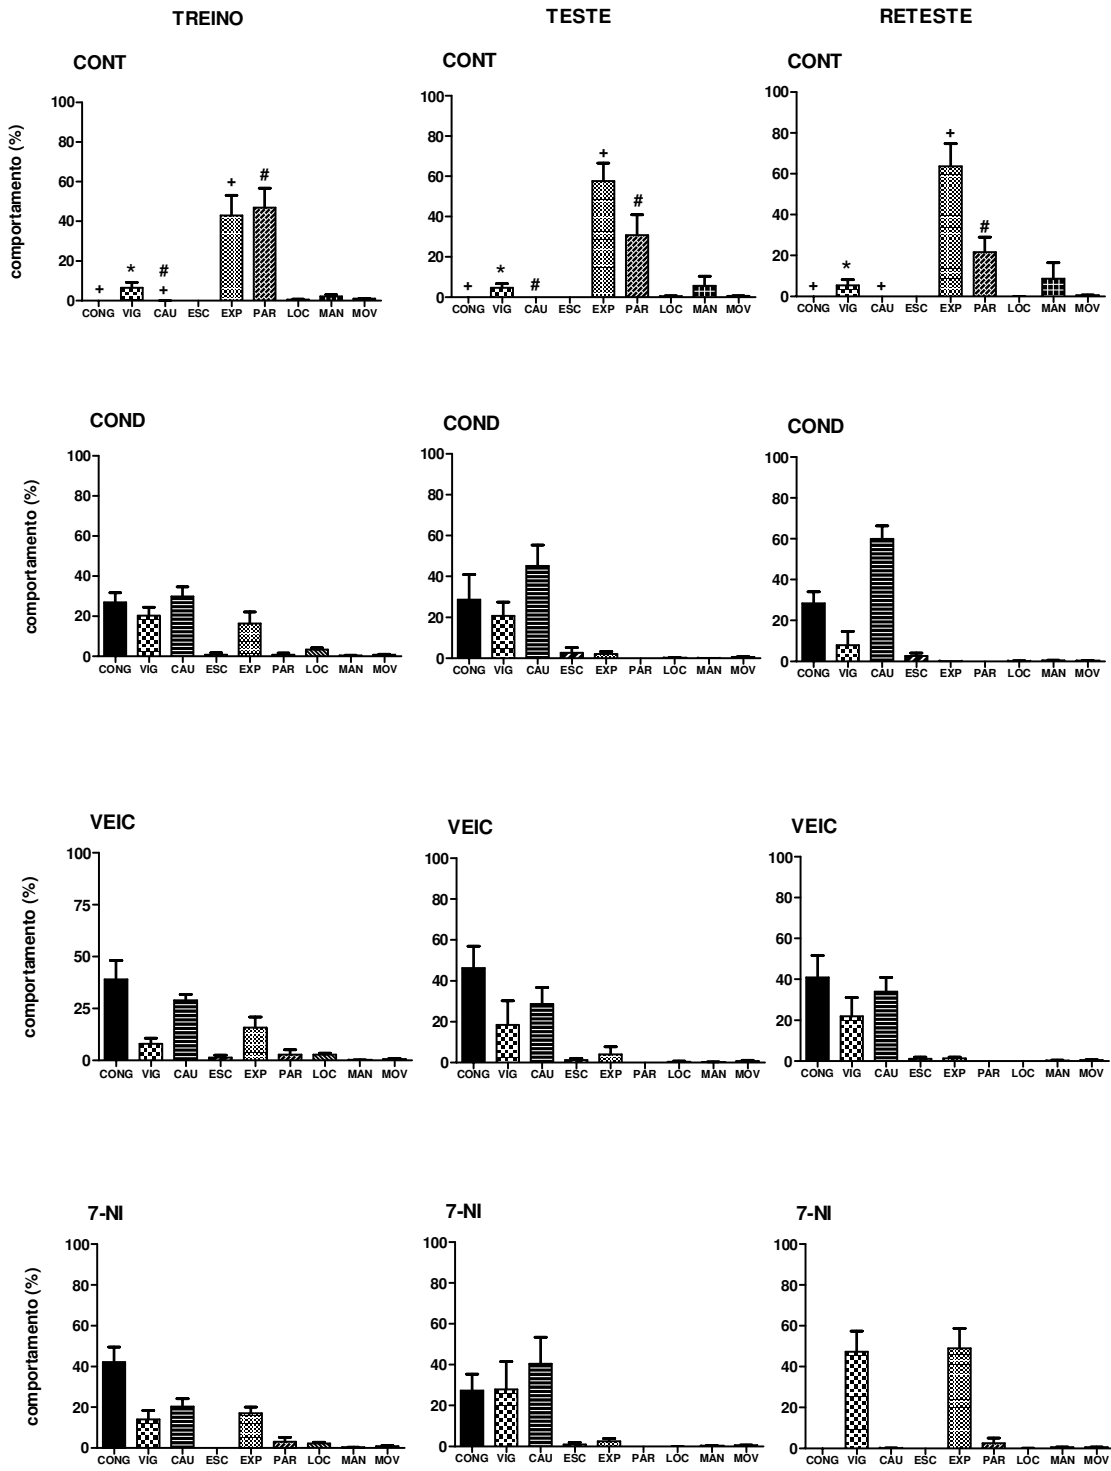 TREINO TESTE RETESTE
CONT CONT CONT
comportamento (%)
100 80 60 40 20 0
+ * # + + #
CONG VIG CAU ESC EXP PAR LOC MAN MOV
100 80 60 40 20 0
+ * # + #
CONG VIG CAU ESC EXP PAR LOC MAN MOV
100 80 60 40 20 0
+ * + + #
CONG VIG CAU ESC EXP PAR LOC MAN MOV
COND COND COND
comportamento (%)
100 80 60 40 20 0
CONG VIG CAU ESC EXP PAR LOC MAN MOV
100 80 60 40 20 0
CONG VIG CAU ESC EXP PAR LOC MAN MOV
100 80 60 40 20 0
CONG VIG CAU ESC EXP PAR LOC MAN MOV
VEIC VEIC VEIC
comportamento (%)
100 75 50 25 0
CONG VIG CAU ESC EXP PAR LOC MAN MOV
100 80 60 40 20 0
CONG VIG CAU ESC EXP PAR LOC MAN MOV
100 80 60 40 20 0
CONG VIG CAU ESC EXP PAR LOC MAN MOV
7-NI 7-NI 7-NI
comportamento (%)
100 80 60 40 20 0
CONG VIG CAU ESC EXP PAR LOC MAN MOV
100 80 60 40 20 0
CONG VIG CAU ESC EXP PAR LOC MAN MOV
100 80 60 40 20 0
CONG VIG CAU ESC EXP PAR LOC MAN MOV